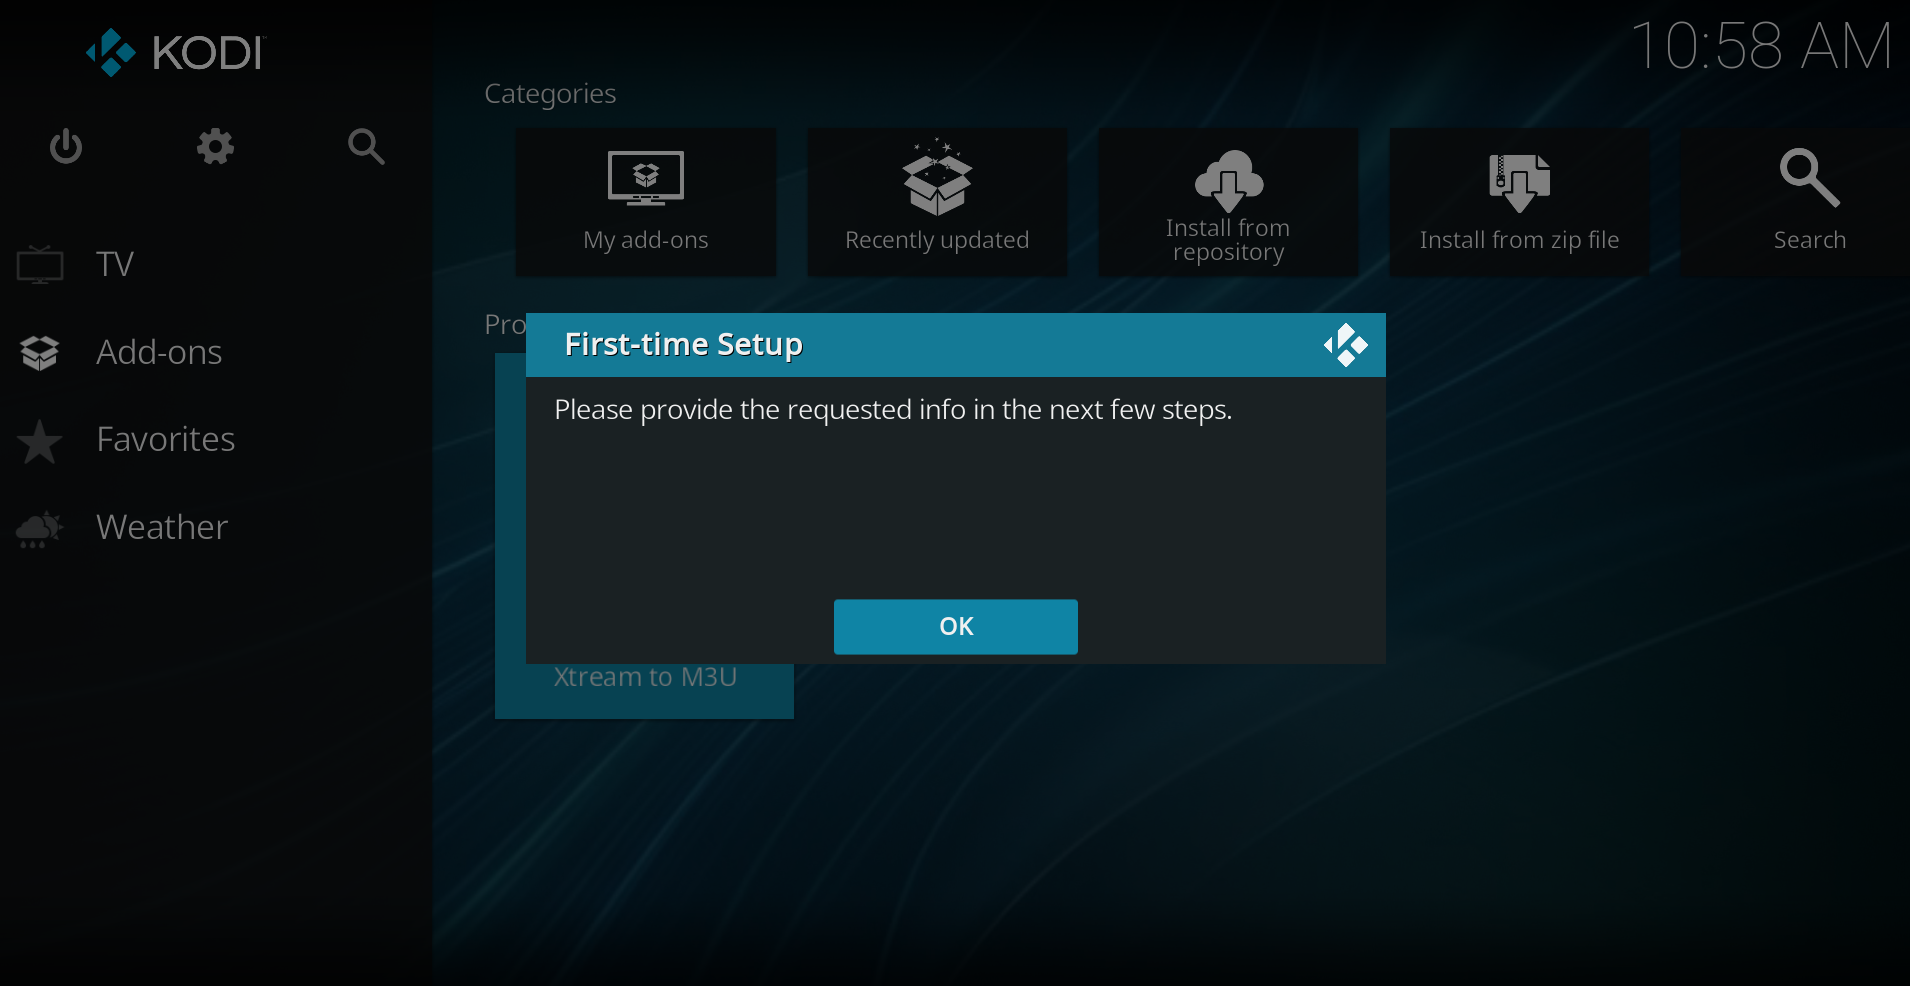 KODI
10:58 AM
Categories
My add-ons
Recently updated
Install from
repository
Install from zip file
Search
TV
Add-ons
Favorites
Weather
Pro
First-time Setup
Please provide the requested info in the next few steps.
OK
Xtream to M3U